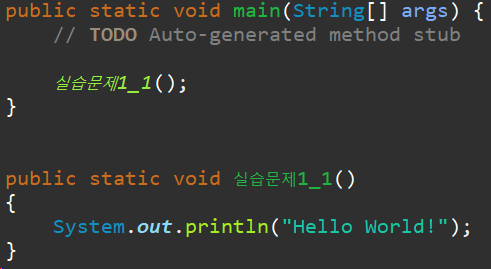 public static void main(String[] args) {
// TODO Auto-generated method stub
실습문제1_1();
}
public static void 실습문제1_1()
{
System.out.println("Hello World!");
}